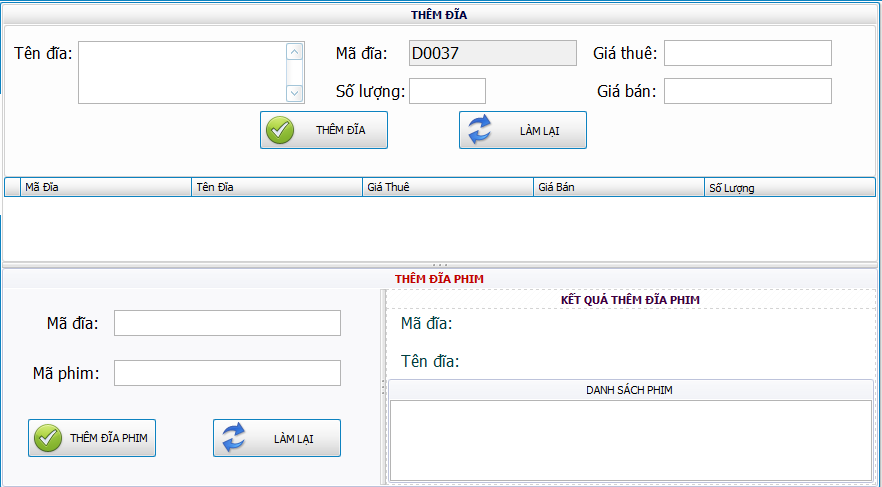 THÊM ĐĨA
Tên đĩa: Mã đĩa: D0037 Giá thuê:
Số lượng: Giá bán:
THÊM ĐĨA LÀM LẠI
Mã Đĩa Tên Đĩa Giá Thuê Giá Bán Số Lượng
THÊM ĐĨA PHIM
Mã đĩa:
Mã phim:
THÊM ĐĨA PHIM LÀM LẠI
KẾT QUẢ THÊM ĐĨA PHIM
Mã đĩa:
Tên đĩa:
DANH SÁCH PHIM